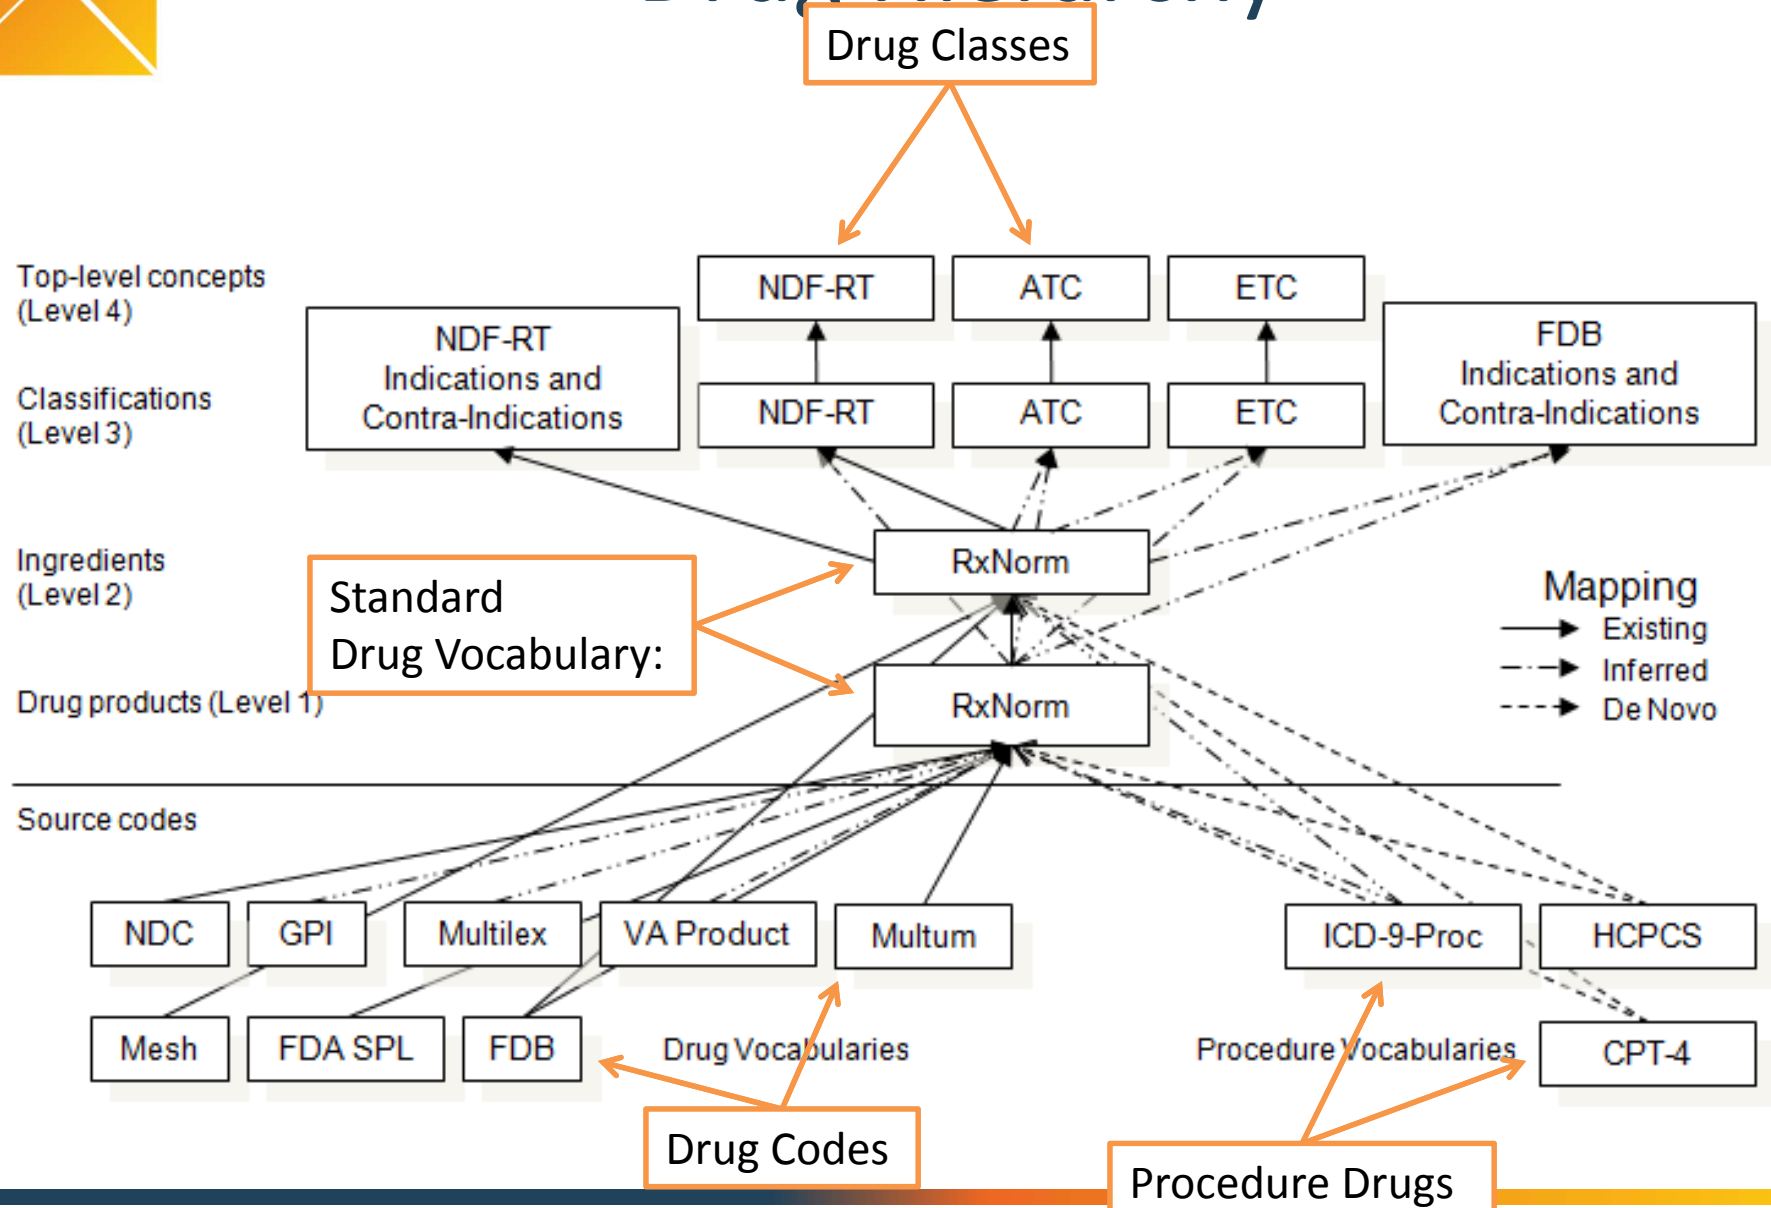 Drug Hierarchy
Drug Classes
Top-level concepts
(Level 4)
NDF-RT
ATC
ETC
NDF-RT
Indications and
Contra-Indications
FDB
Indications and
Contra-Indications
Classifications
(Level 3)
NDF-RT
ATC
ETC
Ingredients
(Level 2)
RxNorm
Standard
Drug Vocabulary:
Mapping
Existing
Inferred
De Novo
Drug products (Level 1)
RxNorm
Source codes
NDC
GPI
Multilex
VA Product
Multum
ICD-9-Proc
HCPCS
Mesh
FDA SPL
FDB
Drug Vocabularies
Procedure Vocabularies
CPT-4
Drug Codes
Procedure Drugs